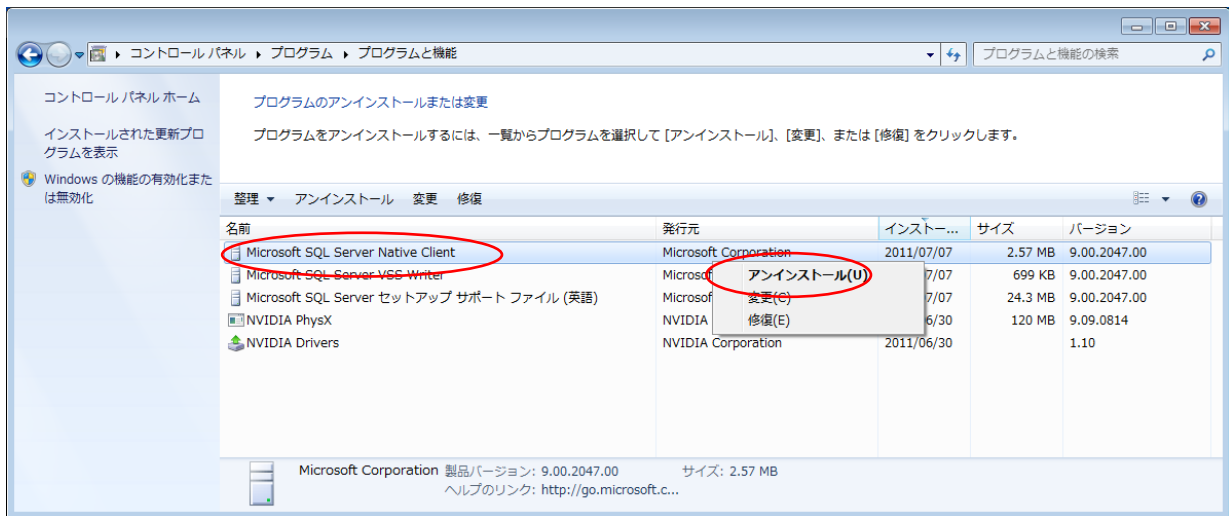 コントロール パネル ▸ プログラム ▸ プログラムと機能
プログラムと機能の検索
コントロール パネル ホーム
インストールされた更新プロ
グラムを表示
Windows の機能の有効化また
は無効化
プログラムのアンインストールまたは変更
プログラムをアンインストールするには、一覧からプログラムを選択して [アンインストール]、[変更]、または [修復] をクリックします。
整理 ▼ アンインストール 変更 修復
名前 発行元 インストー... サイズ バージョン
Microsoft SQL Server Native Client Microsoft Corporation 2011/07/07 2.57 MB 9.00.2047.00
Microsoft SQL Server VSS Writer Microsof 7/07 699 KB 9.00.2047.00
Microsoft SQL Server セットアップ サポート ファイル (英語) Microsof 7/07 24.3 MB 9.00.2047.00
NVIDIA PhysX NVIDIA 6/30 120 MB 9.09.0814
NVIDIA Drivers NVIDIA Corporation 2011/06/30 1.10
アンインストール(U)
変更(C)
修復(E)
Microsoft Corporation 製品バージョン: 9.00.2047.00 サイズ: 2.57 MB
ヘルプのリンク: http://go.microsoft.c...